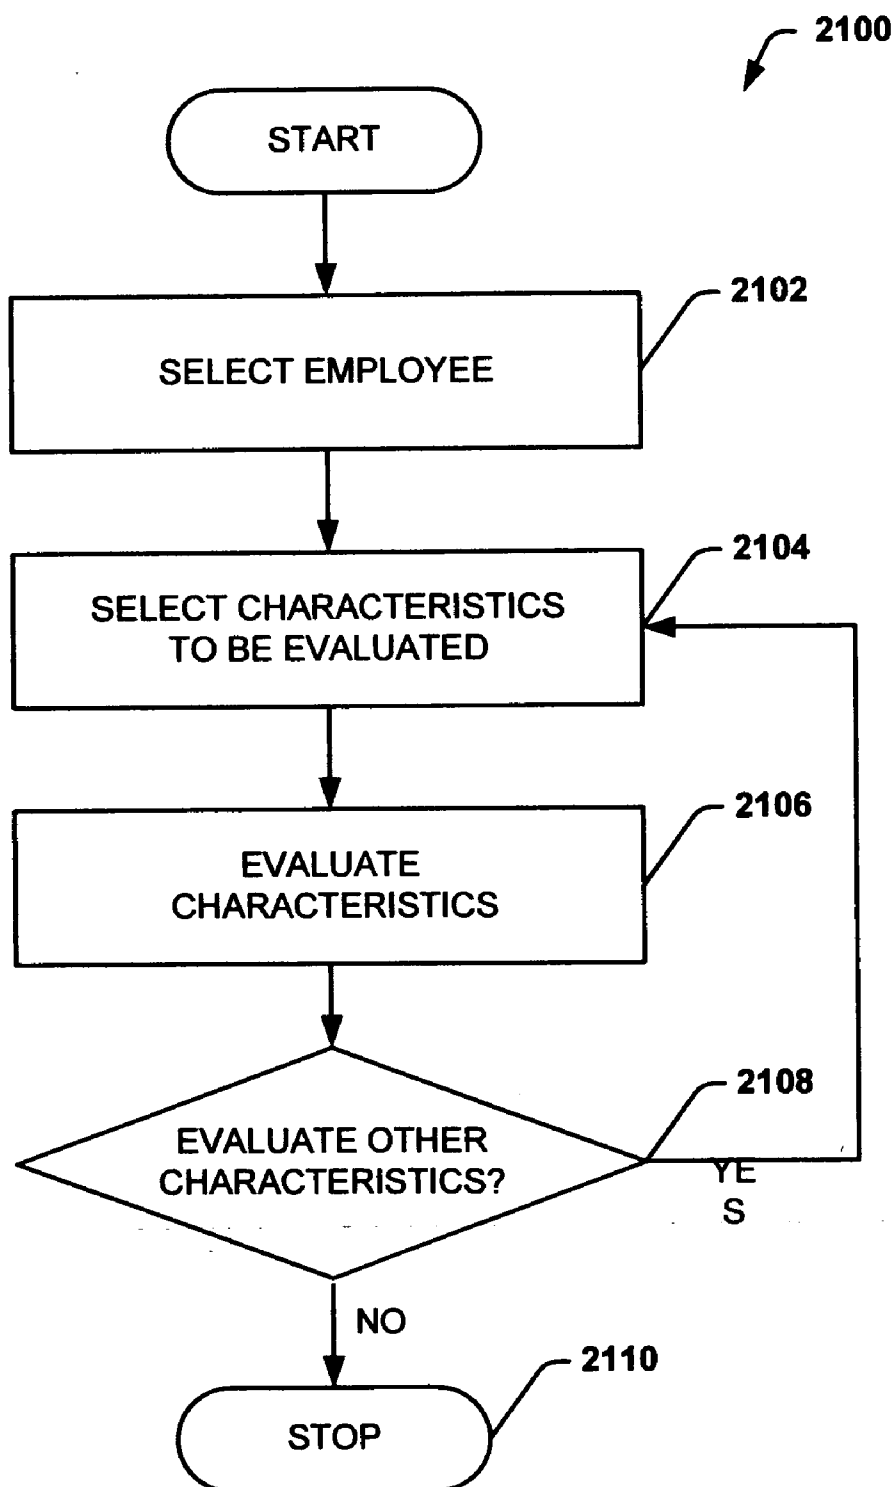 2100
START
2102
SELECT EMPLOYEE
2104
SELECT CHARACTERISTICS
TO BE EVALUATED
2106
EVALUATE
CHARACTERISTICS
2108
EVALUATE OTHER
CHARACTERISTICS?
YE
S
NO
2110
STOP